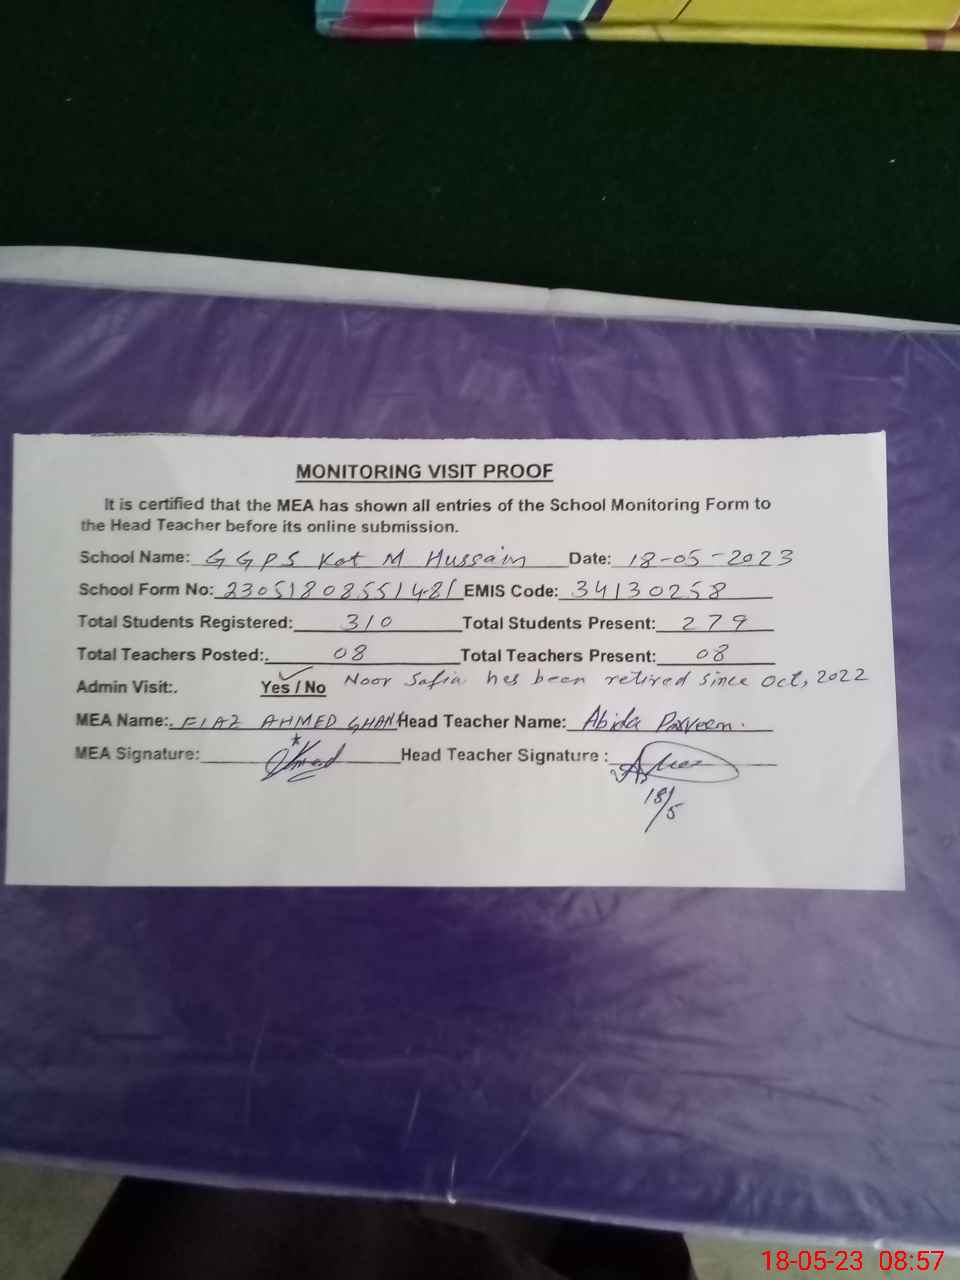 MONITORING VISIT PROOF
It is certified that the MEA has shown all entries of the School Monitoring Form to
the Head Teacher before its online submission.
School Name: GGPS Kot M Hussain Date: 18-05-2023
School Form No: 23051808551481 EMIS Code: 34130258
Total Students Registered: 310 Total Students Present: 279
Total Teachers Posted: 08 Total Teachers Present: 08
Admin Visit:. Yes / No Noor Safia hes been retired since Oct, 2022
MEA Name:. FIAZ AHMED GHANI Head Teacher Name: Abida Parveen.
MEA Signature: Head Teacher Signature :
18/5
18-05-23 08:57